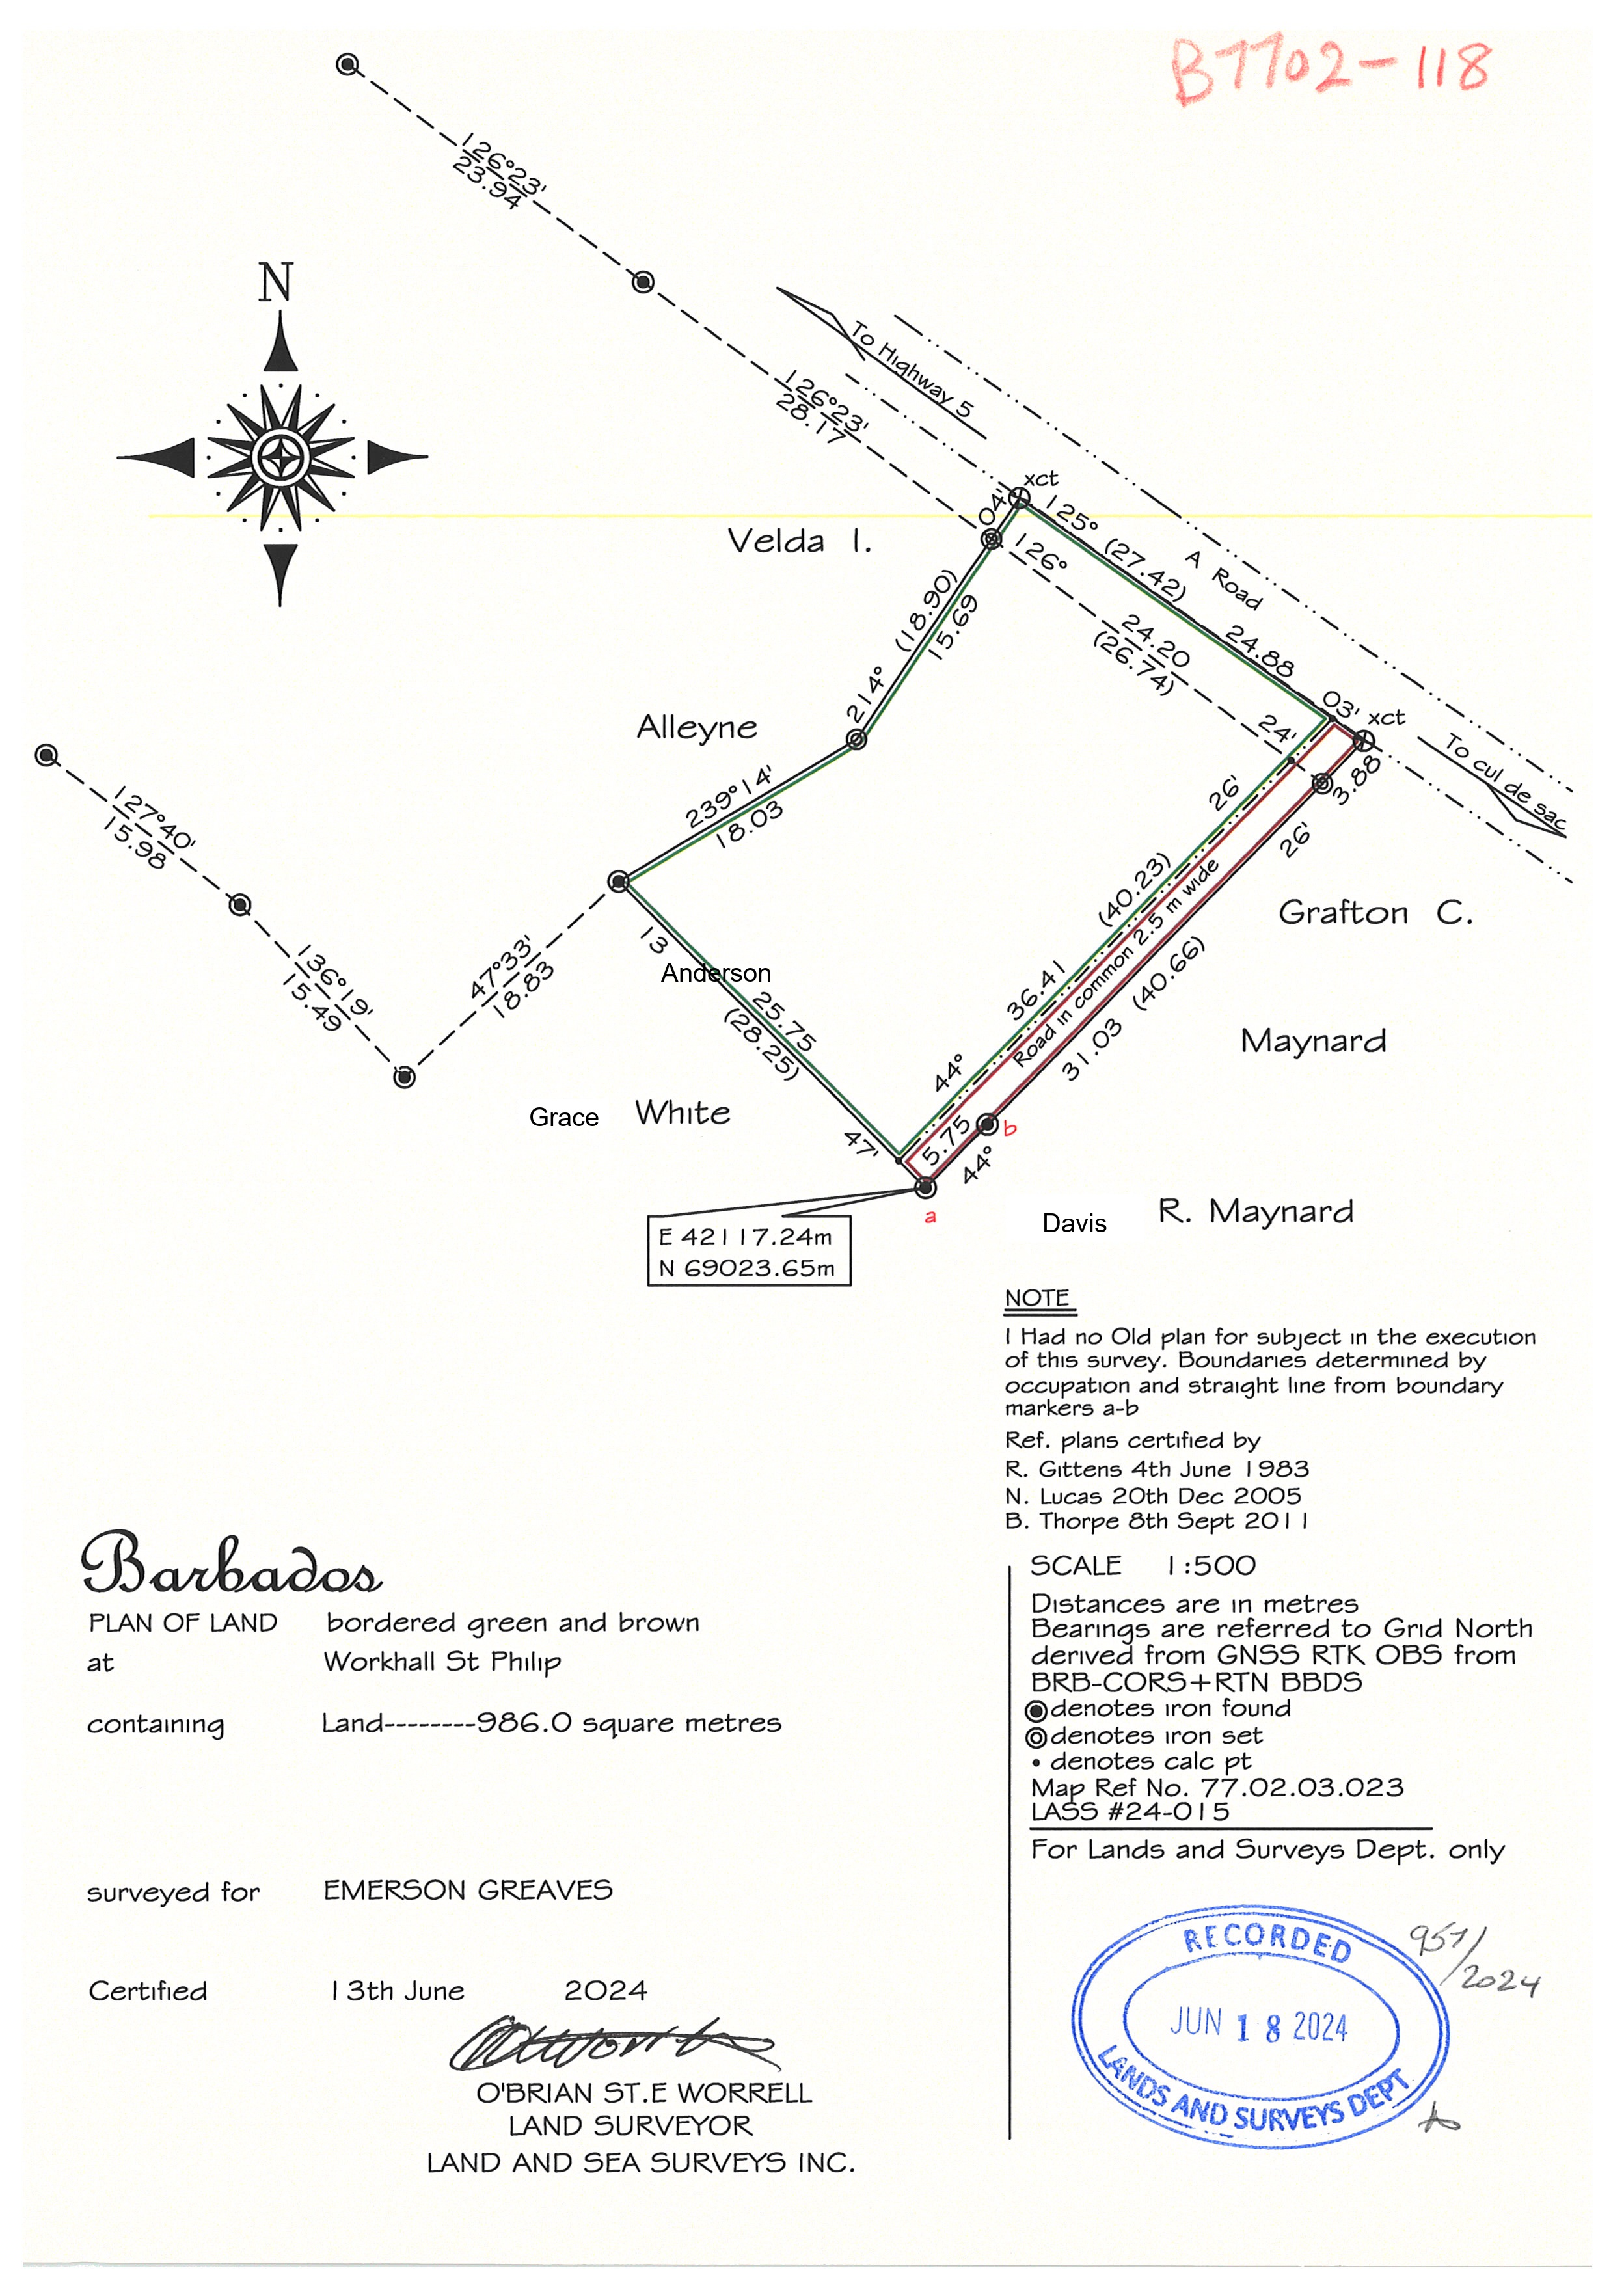 B7702-118
126°23'
23.94
N
126°23'
28.17
To Highway 5
xct
04'
125°
(27.42)
24.88
A Road
03'
xct
Velda I.
126°
24.20
(26.74)
24'
(18.90)
15.69
214°
Alleyne
239°14'
18.03
To cul de sac
3.88
26'
26'
127°40'
15.98
136°19'
15.49
47°33'
18.83
13
Anderson
25.75
(28.25)
47'
(40.23)
36.41
44°
Road in common 2.5 m wide
(40.66)
31.03
Grafton C.
Maynard
Grace White
5.75
b
44°
a
Davis R. Maynard
E 42117.24m
N 69023.65m
NOTE
I Had no Old plan for subject in the execution
of this survey. Boundaries determined by
occupation and straight line from boundary
markers a-b
Ref. plans certified by
R. Gittens 4th June 1983
N. Lucas 20th Dec 2005
B. Thorpe 8th Sept 2011
Barbados
PLAN OF LAND bordered green and brown
at Workhall St Philip
containing Land--------986.0 square metres
surveyed for EMERSON GREAVES
Certified 13th June 2024
O'BRIAN ST.E WORRELL
LAND SURVEYOR
LAND AND SEA SURVEYS INC.
SCALE 1:500
Distances are in metres
Bearings are referred to Grid North
derived from GNSS RTK OBS from
BRB-CORS+RTN BBDS
denotes iron found
denotes iron set
denotes calc pt
Map Ref No. 77.02.03.023
LASS #24-015
For Lands and Surveys Dept. only
RECORDED
JUN 18 2024
LANDS AND SURVEYS DEPT
951/2024